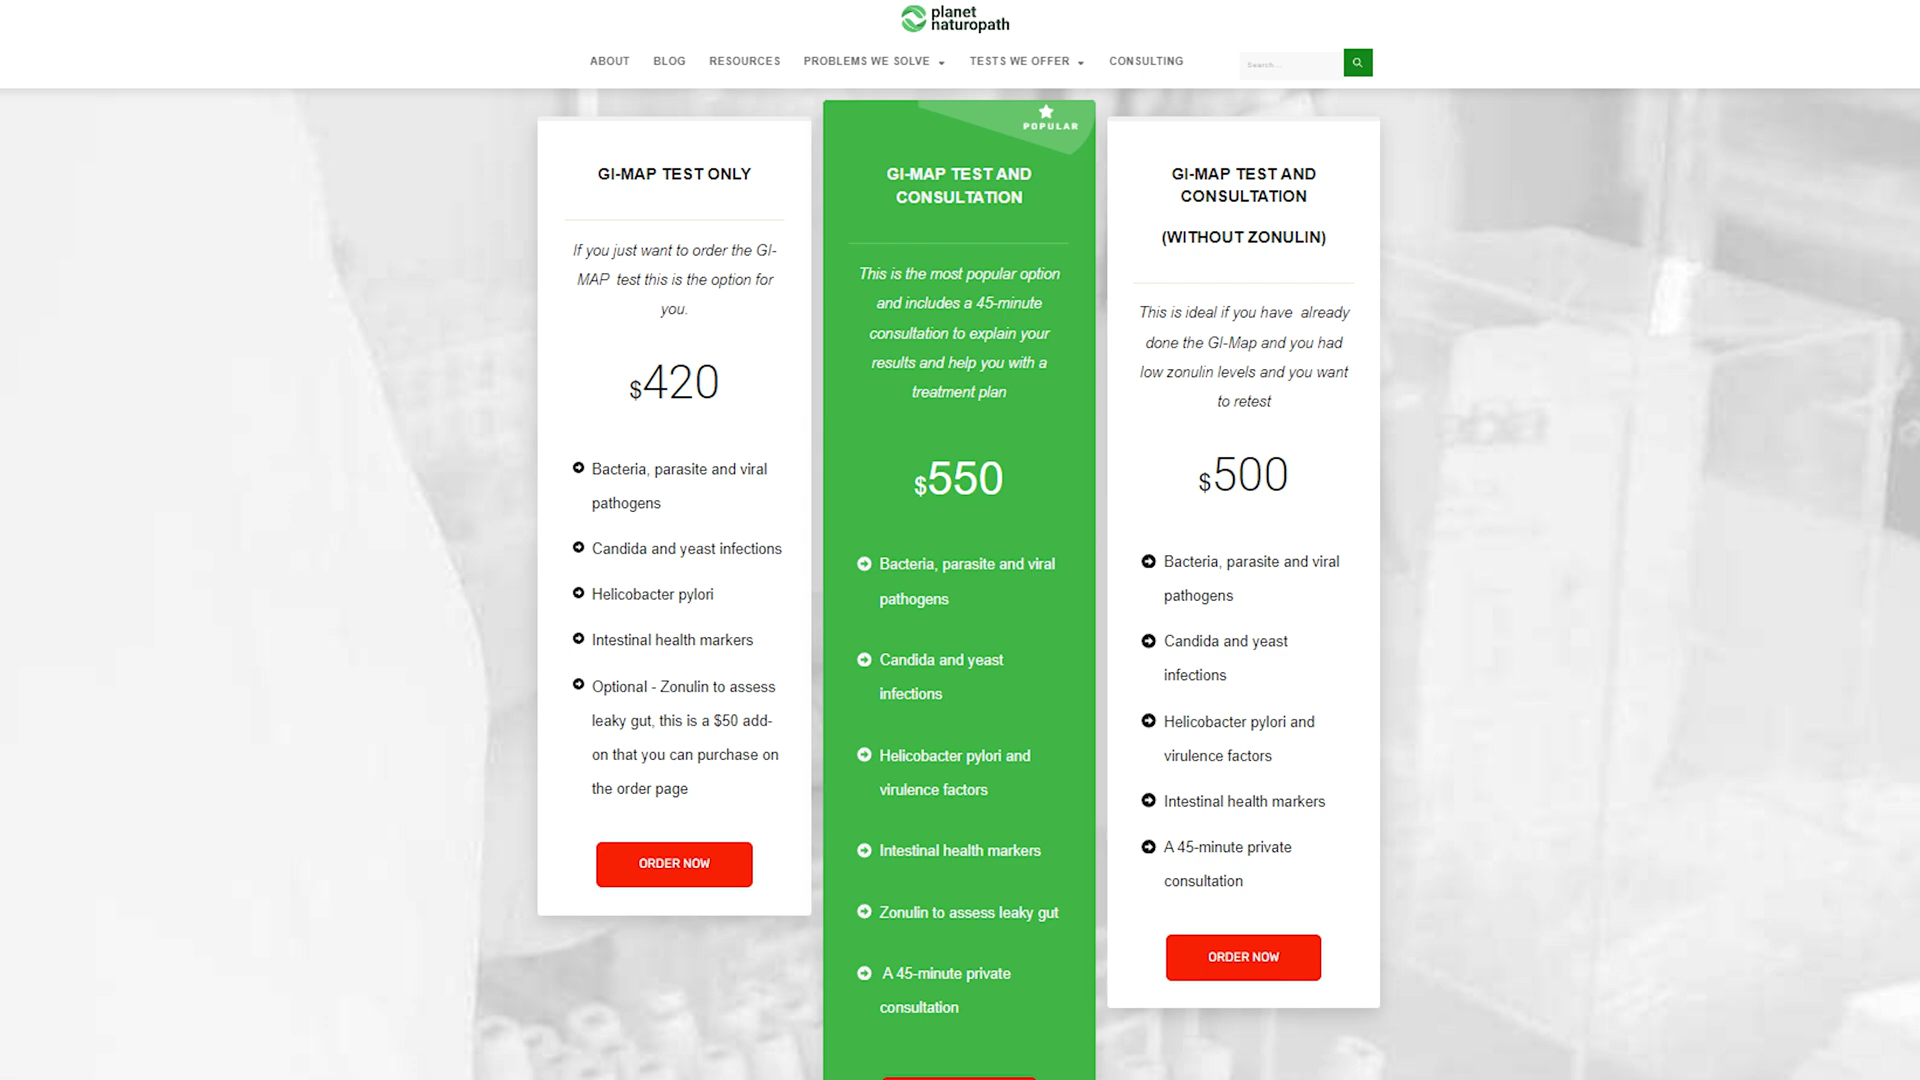 planet
naturopath
ABOUT BLOG RESOURCES PROBLEMS WE SOLVE TESTS WE OFFER CONSULTING
Search...
GI-MAP TEST ONLY
If you just want to order the GI-
MAP test this is the option for
you.
$420
Bacteria, parasite and viral
pathogens
Candida and yeast infections
Helicobacter pylori
Intestinal health markers
Optional - Zonulin to assess
leaky gut, this is a $50 add-
on that you can purchase on
the order page
ORDER NOW
POPULAR
GI-MAP TEST AND
CONSULTATION
This is the most popular option
and includes a 45-minute
consultation to explain your
results and help you with a
treatment plan
$550
Bacteria, parasite and viral
pathogens
Candida and yeast
infections
Helicobacter pylori and
virulence factors
Intestinal health markers
Zonulin to assess leaky gut
A 45-minute private
consultation
GI-MAP TEST AND
CONSULTATION
(WITHOUT ZONULIN)
This is ideal if you have already
done the GI-Map and you had
low zonulin levels and you want
to retest
$500
Bacteria, parasite and viral
pathogens
Candida and yeast
infections
Helicobacter pylori and
virulence factors
Intestinal health markers
A 45-minute private
consultation
ORDER NOW